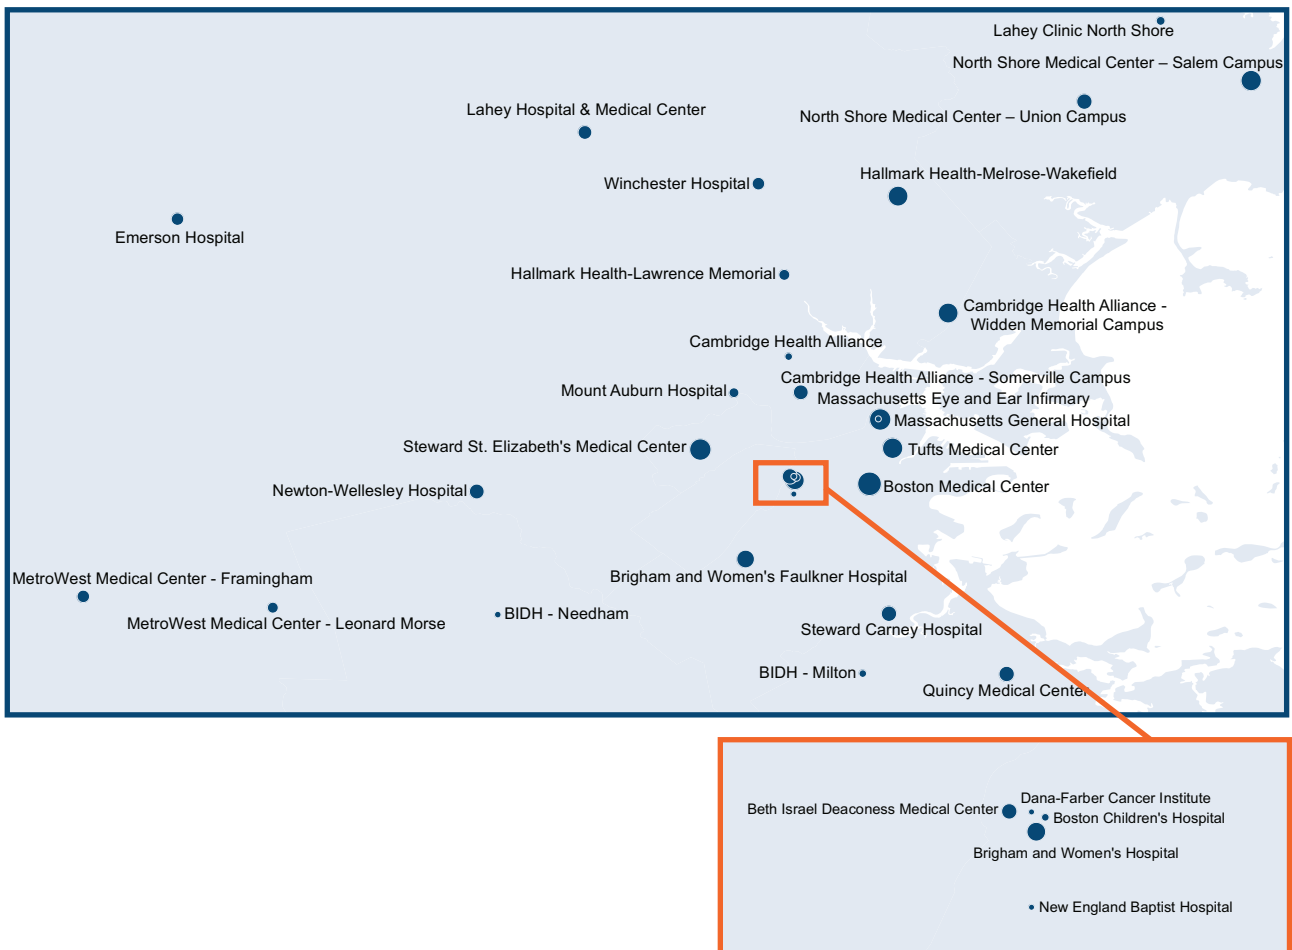 Lahey Clinic North Shore
North Shore Medical Center – Salem Campus
Lahey Hospital & Medical Center
North Shore Medical Center – Union Campus
Winchester Hospital
Hallmark Health-Melrose-Wakefield
Emerson Hospital
Hallmark Health-Lawrence Memorial
Cambridge Health Alliance -
Widden Memorial Campus
Cambridge Health Alliance
Cambridge Health Alliance - Somerville Campus
Mount Auburn Hospital
Massachusetts Eye and Ear Infirmary
Massachusetts General Hospital
Steward St. Elizabeth's Medical Center
Tufts Medical Center
Newton-Wellesley Hospital
Boston Medical Center
Brigham and Women's Faulkner Hospital
MetroWest Medical Center - Framingham
BIDH - Needham
MetroWest Medical Center - Leonard Morse
Steward Carney Hospital
BIDH - Milton
Quincy Medical Center
Dana-Farber Cancer Institute
Beth Israel Deaconess Medical Center
Boston Children's Hospital
Brigham and Women's Hospital
New England Baptist Hospital